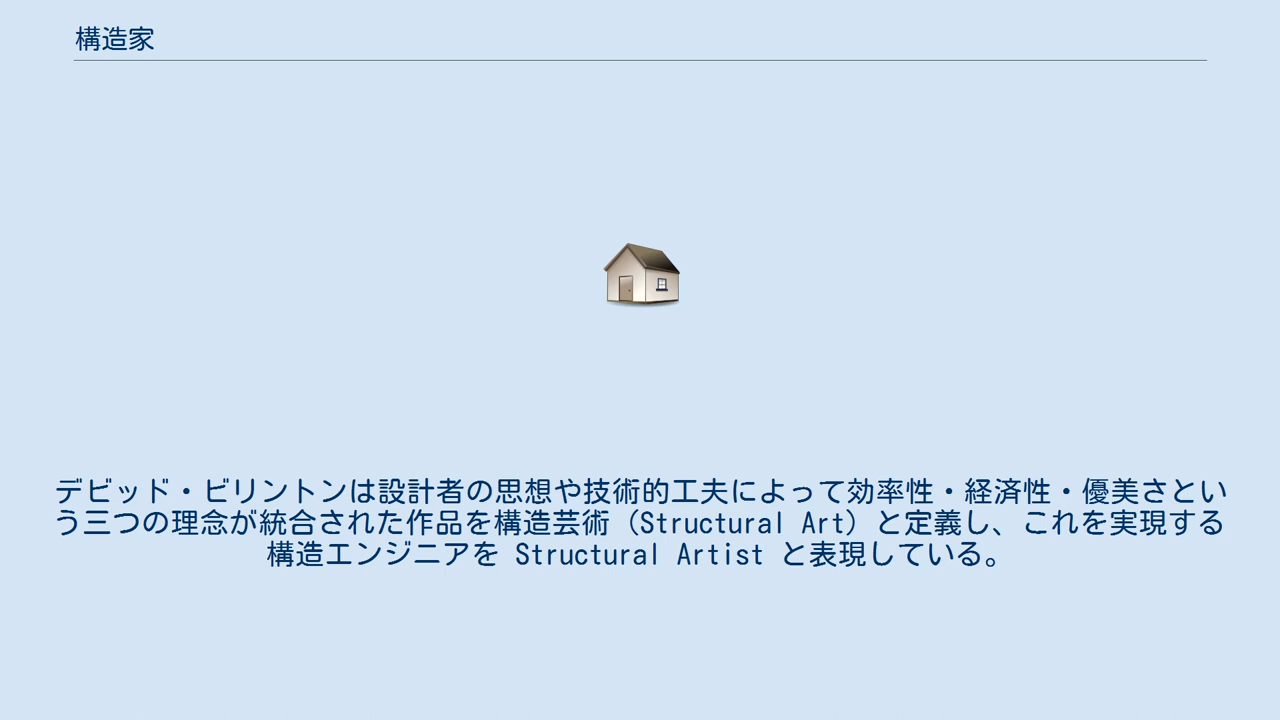 構造家
デビッド・ビリントンは設計者の思想や技術的工夫によって効率性・経済性・優美さとい
う三つの理念が統合された作品を構造芸術（Structural Art）と定義し、これを実現する
構造エンジニアを Structural Artist と表現している。